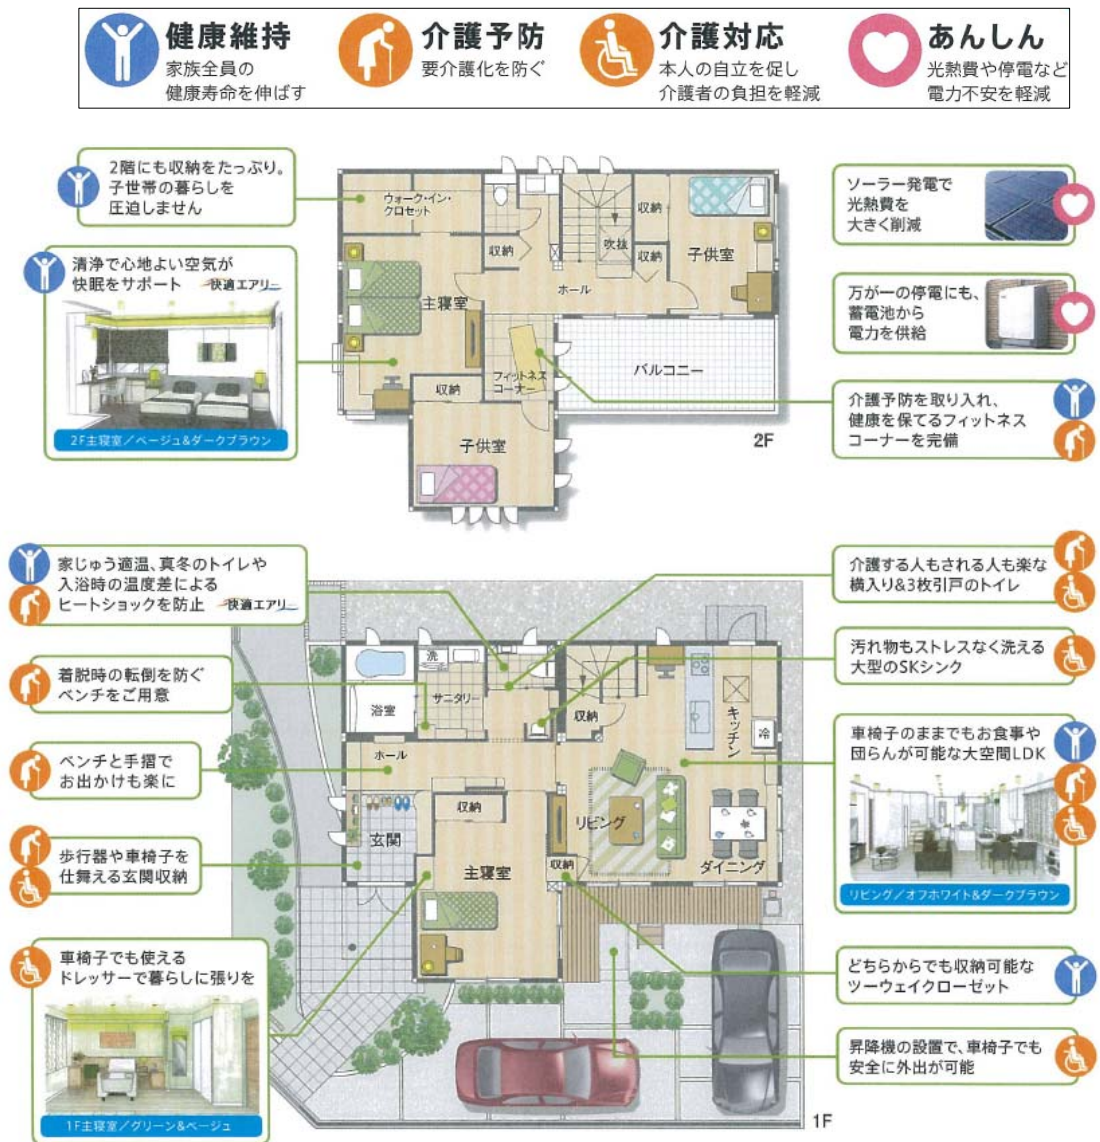 健康維持
家族全員の
健康寿命を伸ばす
介護予防
要介護化を防ぐ
介護対応
本人の自立を促し
介護者の負担を軽減
あんしん
光熱費や停電など
電力不安を軽減
2階にも収納をたっぷり。
子世帯の暮らしを
圧迫しません
清浄で心地よい空気が
快眠をサポート 快適エアリー
2F主寝室/ベージュ&ダークブラウン
ウォーク・イン・
クロゼット
収納
吹抜
収納
収納
子供室
ホール
主寝室
フィットネス
コーナー
収納
バルコニー
子供室
2F
ソーラー発電で
光熱費を
大きく削減
万が一の停電にも、
蓄電池から
電力を供給
介護予防を取り入れ、
健康を保てるフィットネス
コーナーを完備
家じゅう適温、真冬のトイレや
入浴時の温度差による
ヒートショックを防止 快適エアリー
着脱時の転倒を防ぐ
ベンチをご用意
ベンチと手摺で
お出かけも楽に
歩行器や車椅子を
仕舞える玄関収納
車椅子でも使える
ドレッサーで暮らしに張りを
1F主寝室/グリーン&ベージュ
洗
サニタリー
浴室
収納
キッチン
冷
ホール
収納
玄関
リビング
主寝室
収納
ダイニング
1F
介護する人もされる人も楽な
横入り&3枚引戸のトイレ
汚れ物もストレスなく洗える
大型のSKシンク
車椅子のままでもお食事や
団らんが可能な大空間LDK
リビング/オフホワイト&ダークブラウン
どちらからでも収納可能な
ツーウェイクローゼット
昇降機の設置で、車椅子でも
安全に外出が可能